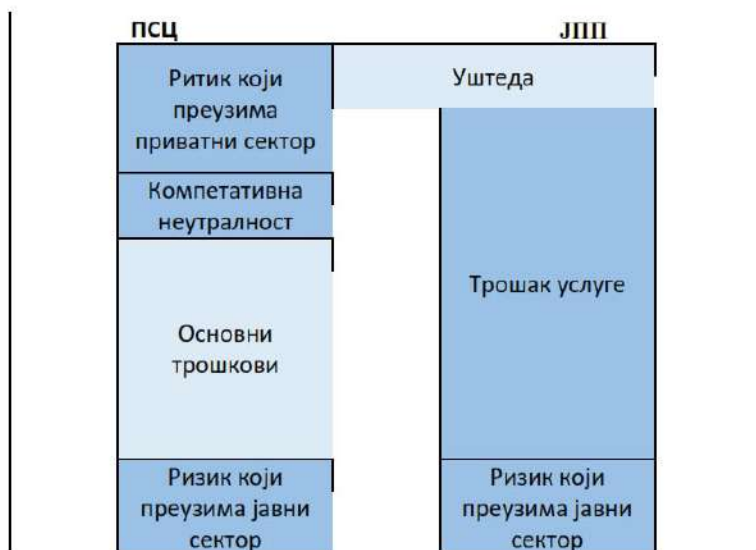 ПСЦ
ЈПП
Ритик који
преузима
приватни сектор
Уштеда
Компетативна
неутралност
Основни
трошкови
Трошак услуге
Ризик који
преузима јавни
сектор
Ризик који
преузима јавни
сектор